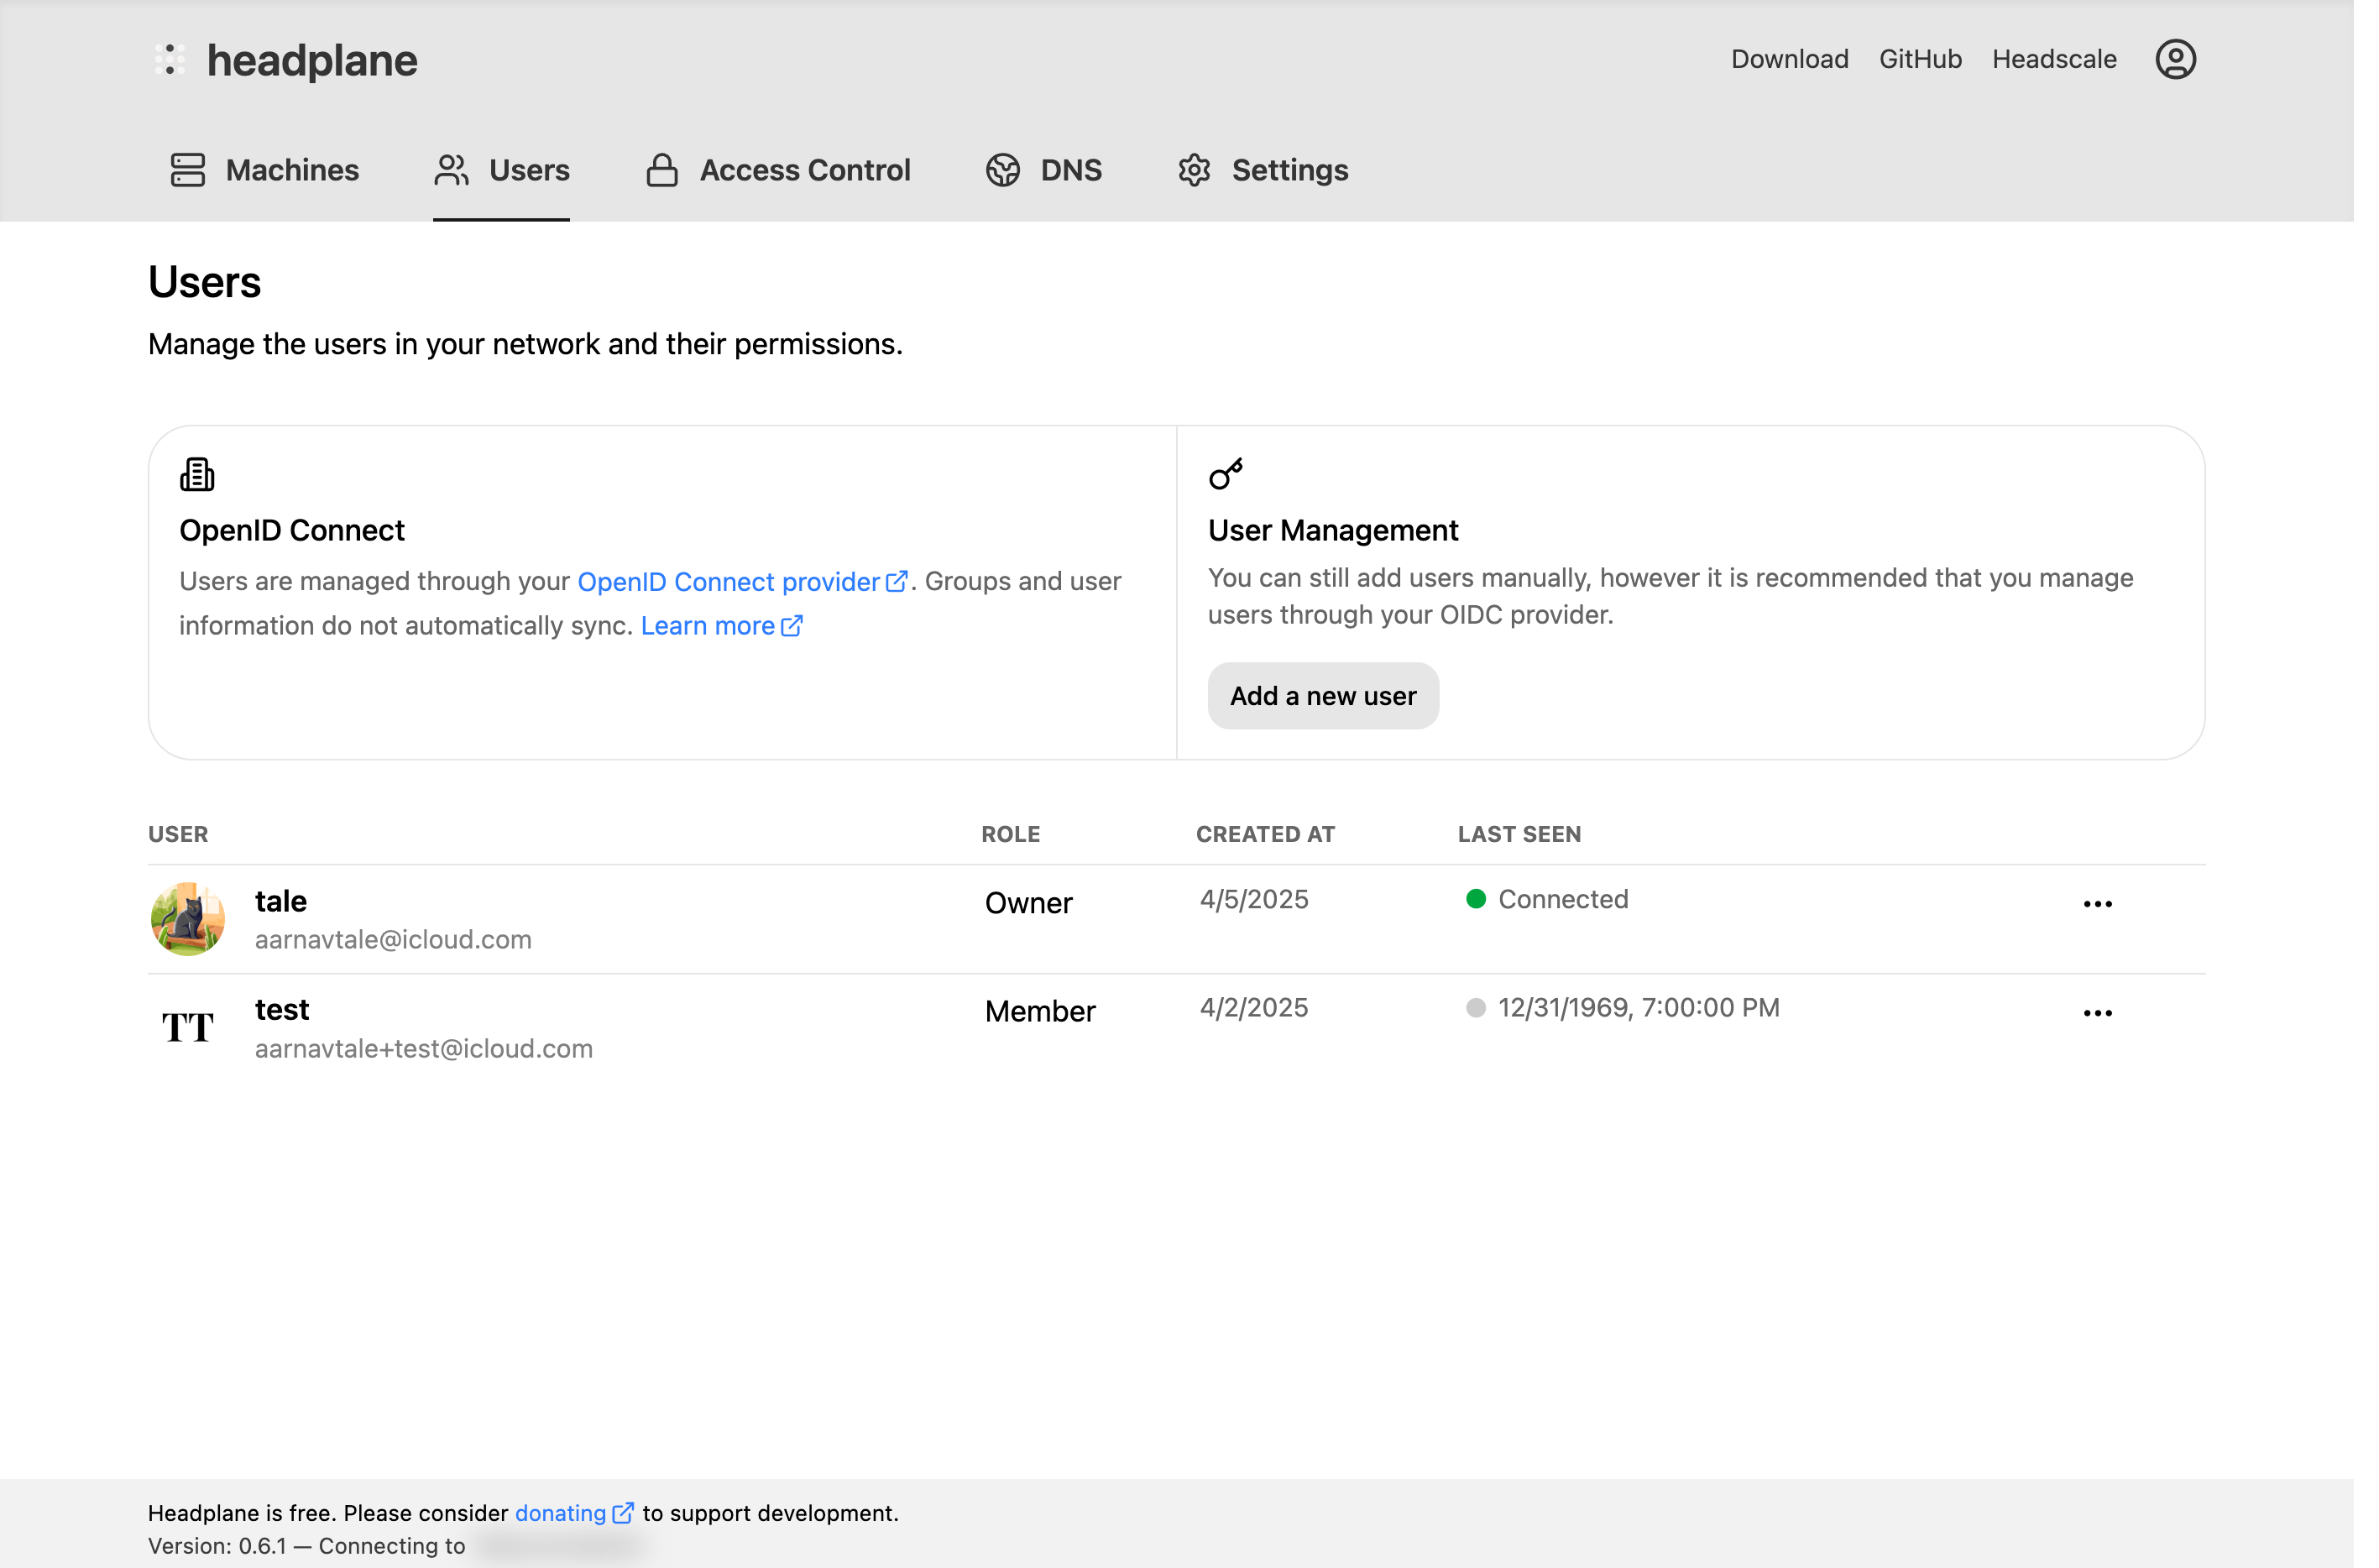 headplane
Download GitHub Headscale
Machines Users Access Control DNS Settings
Users
Manage the users in your network and their permissions.
OpenID Connect
Users are managed through your OpenID Connect provider. Groups and user
information do not automatically sync. Learn more
User Management
You can still add users manually, however it is recommended that you manage
users through your OIDC provider.
Add a new user
USER ROLE CREATED AT LAST SEEN
tale Owner 4/5/2025 Connected
aarnavtale@icloud.com
TT test Member 4/2/2025 12/31/1969, 7:00:00 PM
aarnavtale+test@icloud.com
Headplane is free. Please consider donating to support development.
Version: 0.6.1 — Connecting to